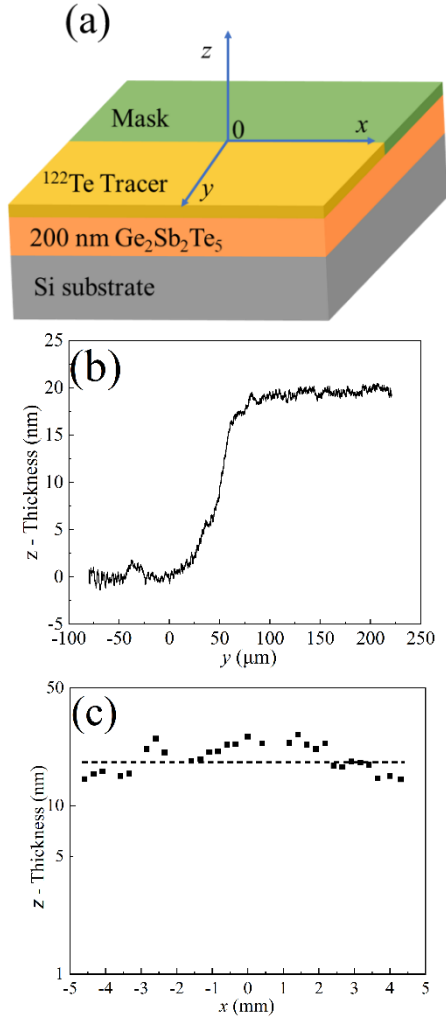 (a)
z
Mask
0
x
¹²²Te Tracer
y
200 nm Ge₂Sb₂Te₅
Si substrate
(b)
25
20
15
10
5
0
-5
z - Thickness (nm)
-100 -50 0 50 100 150 200 250
y (μm)
(c)
50
10
5
1
z - Thickness (nm)
-5 -4 -3 -2 -1 0 1 2 3 4 5
x (mm)